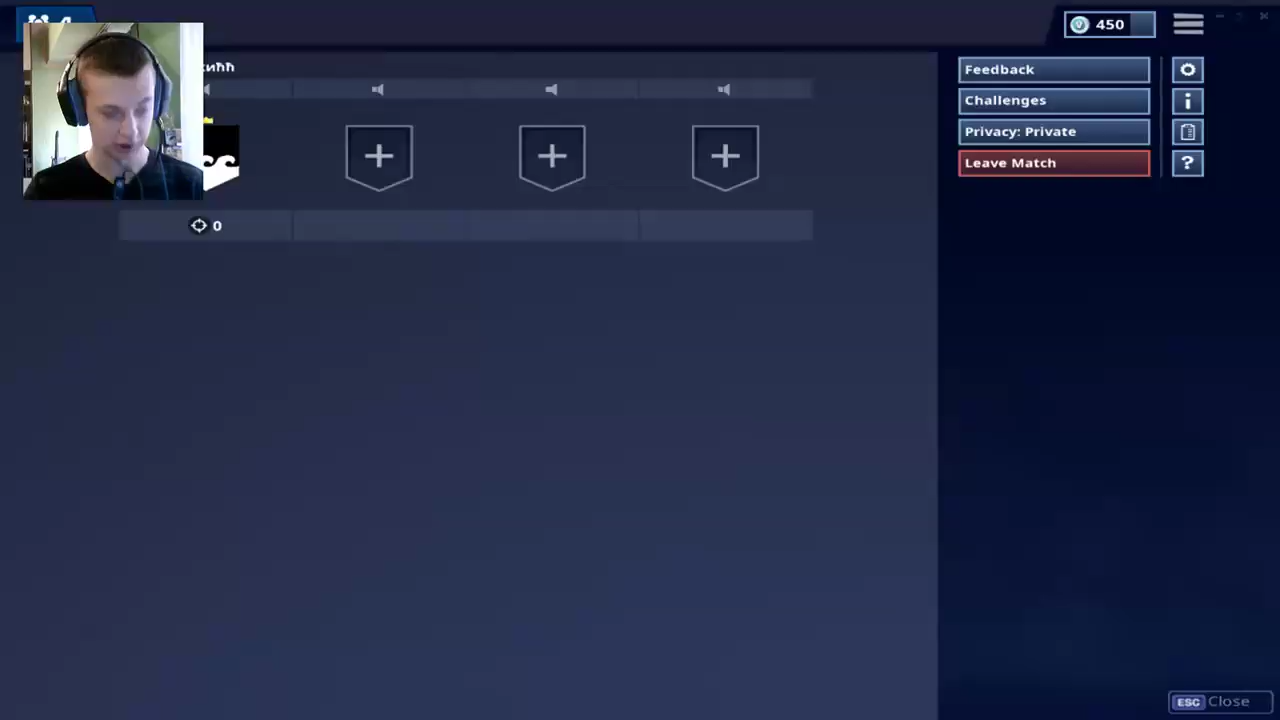 450
Feedback
Challenges
Privacy: Private
Leave Match
?
0
ESC Close